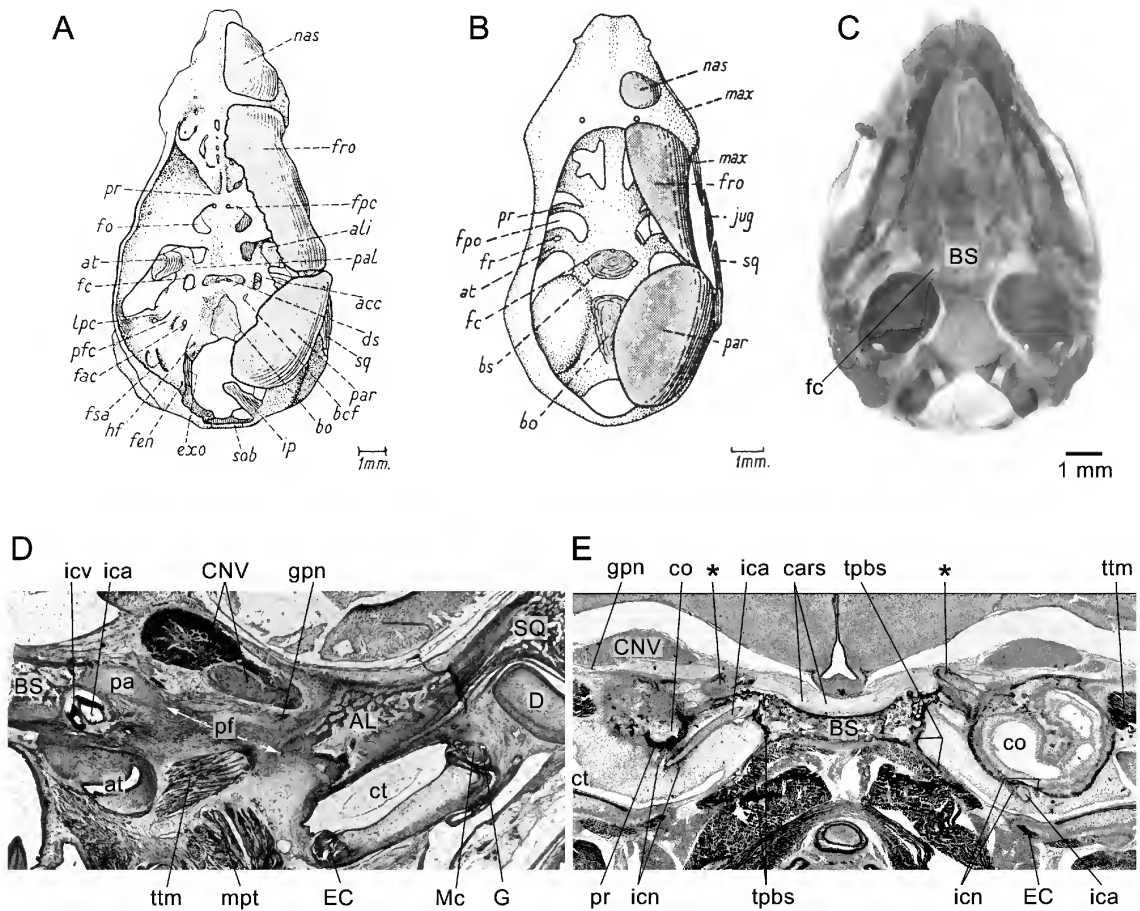 A
nas
fro
pr
fpc
fo
ali
at
pal
fc
acc
lpc
ds
pfc
sq
fac
par
fsa
bcf
hf
bo
fen
ip
exo
sob
1mm.
B
nas
max
max
fro
pr
jug
fpo
fr
sq
at
fc
par
bs
bo
1mm.
C
BS
fc
1 mm
D
icv ica CNV gpn
SQ
BS
pa
D
pf
AL
at
ct
ttm mpt EC Mc G
E
gpn co * ica cars tpbs * ttm
CNV
BS
co
ct
pr icn tpbs icn EC ica